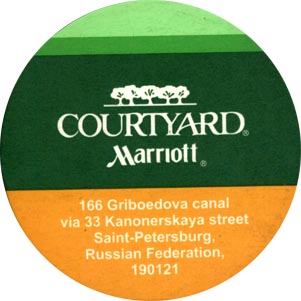 COURTYARD®
Marriott®
166 Griboedova canal
via 33 Kanonerskaya street
Saint-Petersburg,
Russian Federation,
190121